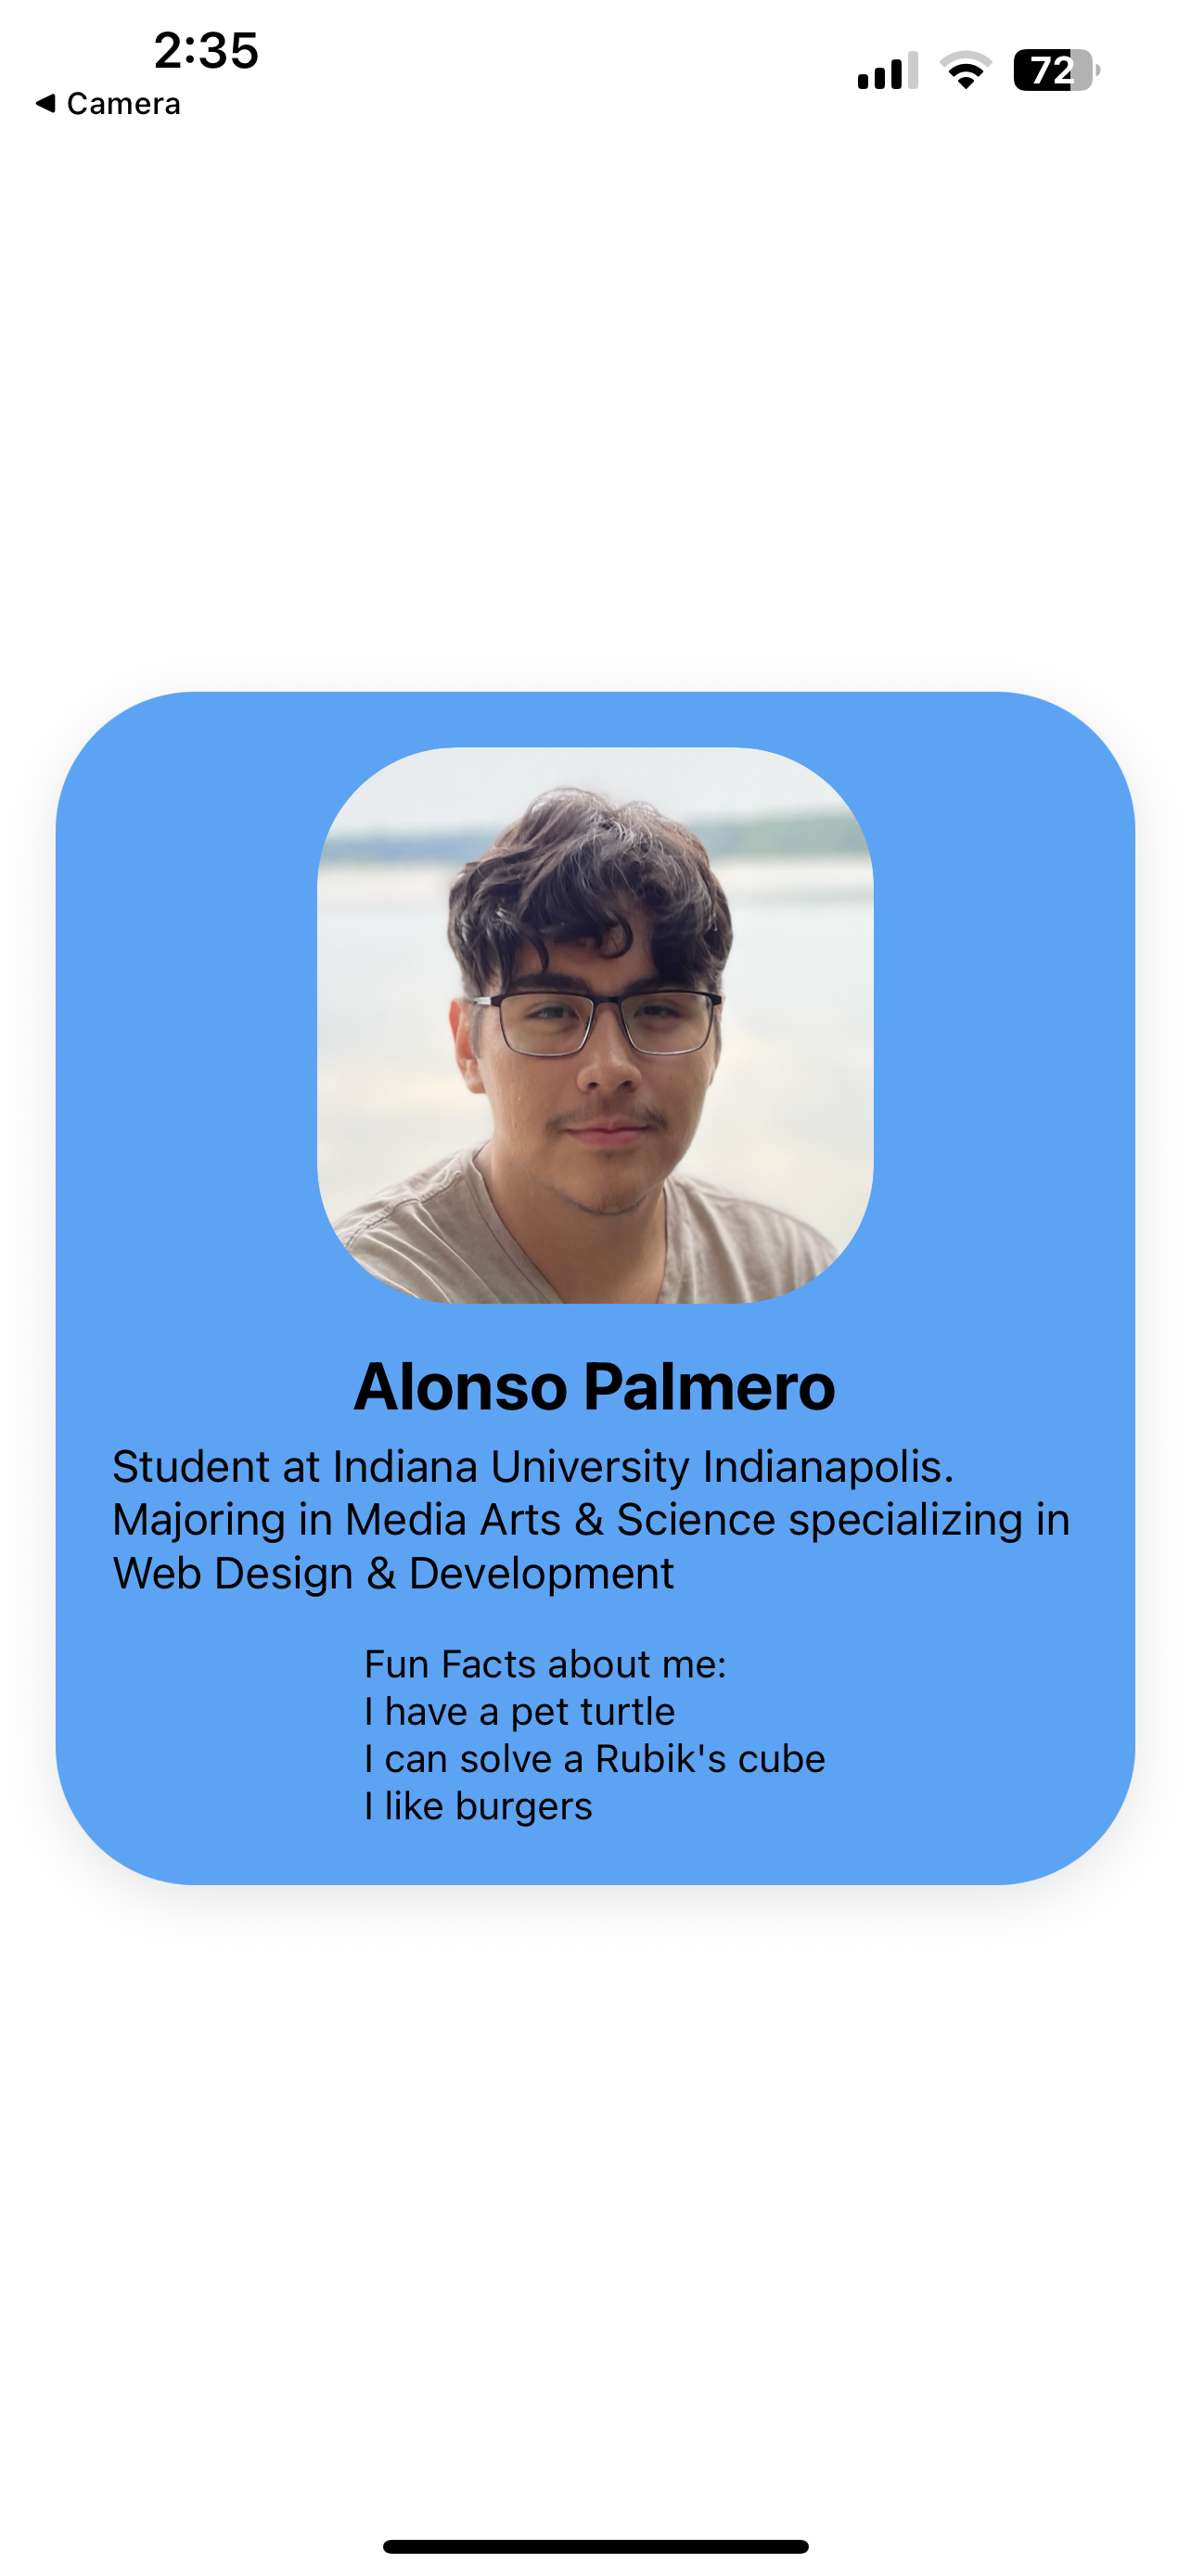 2:35
72
◀ Camera
Alonso Palmero
Student at Indiana University Indianapolis.
Majoring in Media Arts & Science specializing in
Web Design & Development
Fun Facts about me:
I have a pet turtle
I can solve a Rubik's cube
I like burgers